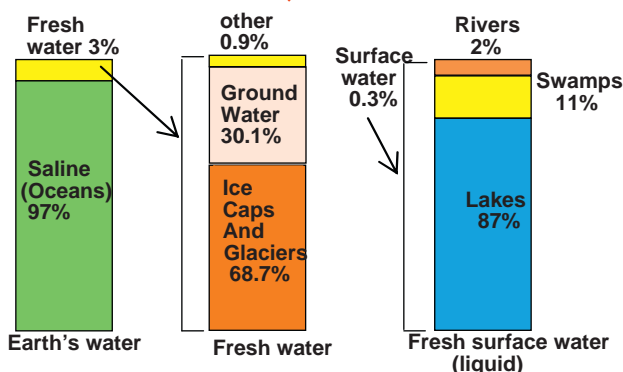 Fresh
water 3%
Saline
(Oceans)
97%
Earth's water
other
0.9%
Ground
Water
30.1%
Ice
Caps
And
Glaciers
68.7%
Fresh water
Surface
water
0.3%
Rivers
2%
Swamps
11%
Lakes
87%
Fresh surface water
(liquid)